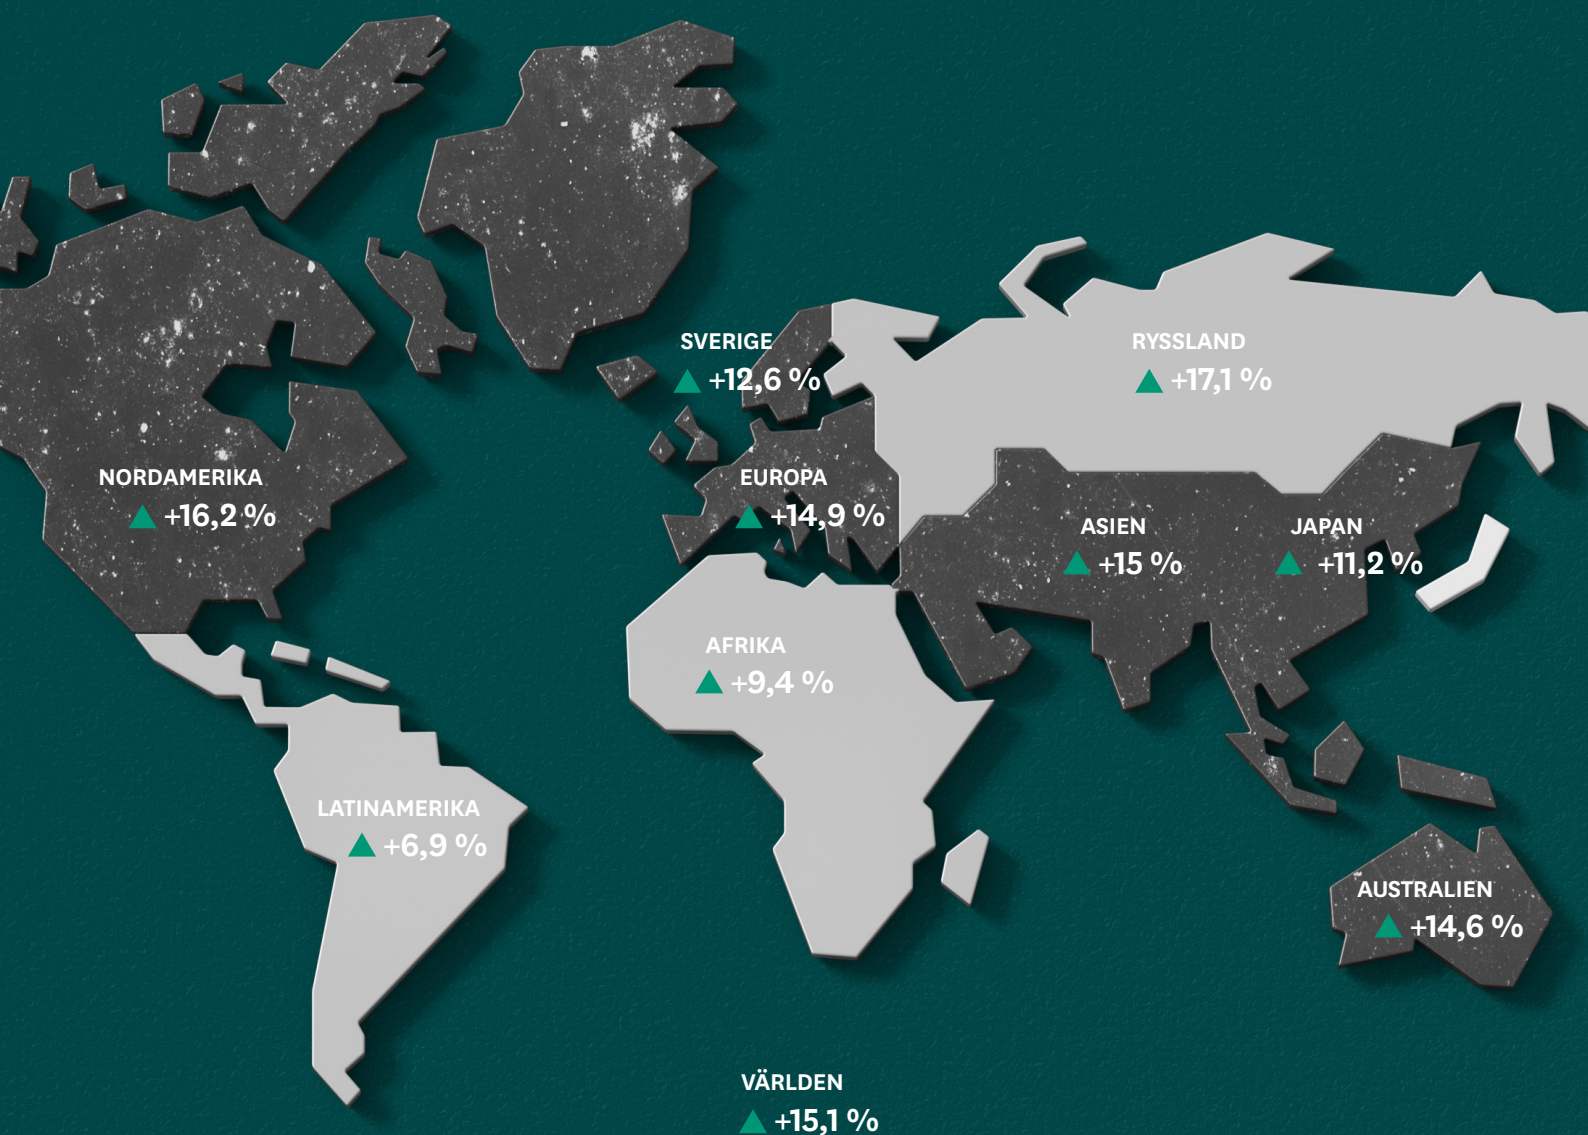 SVERIGE
+12,6 %
RYSSLAND
+17,1 %
NORDAMERIKA
+16,2 %
EUROPA
+14,9 %
ASIEN
+15 %
JAPAN
+11,2 %
AFRIKA
+9,4 %
LATINAMERIKA
+6,9 %
AUSTRALIEN
+14,6 %
VÄRLDEN
+15,1 %